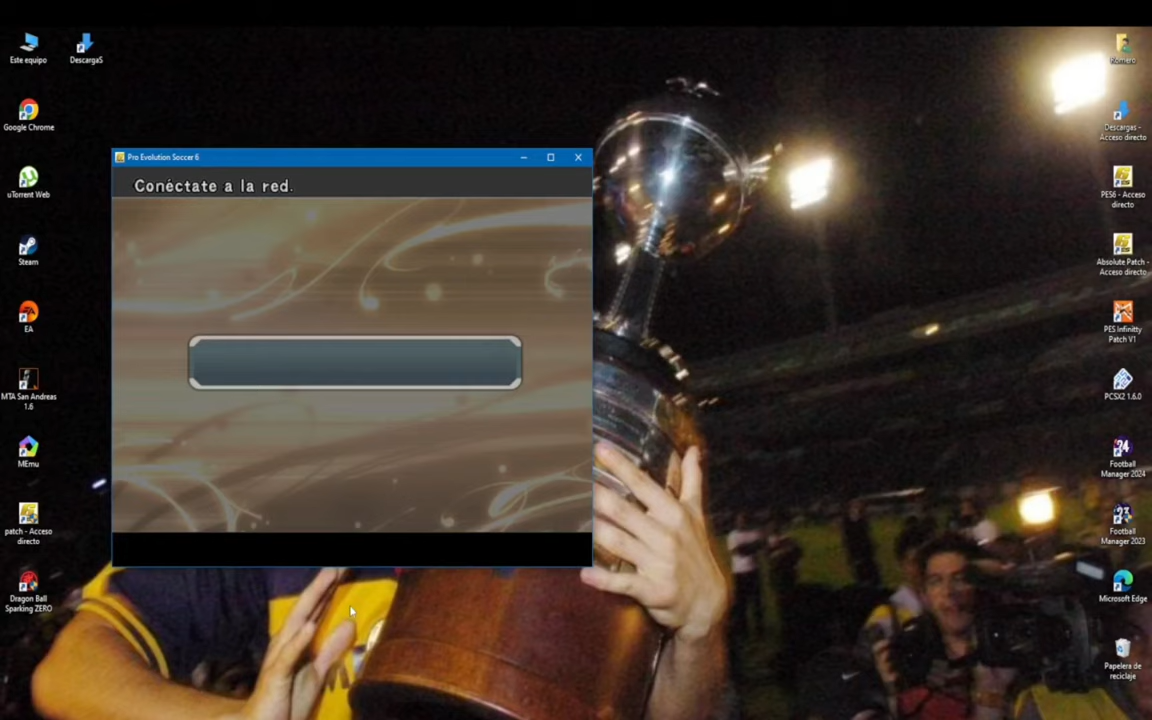 Este equipo
DescargaS
Google Chrome
uTorrent Web
Steam
EA
MTA San Andreas
1.6
MEmu
patch - Acceso
directo
Dragon Ball
Sparking ZERO
Pro Evolution Soccer 6
Conéctate a la red.
Romero
Descargas -
Acceso directo
PES6 - Acceso
directo
Absolute Patch -
Acceso directo
PES Infinitty
Patch V1
PCSX2 1.6.0
24
Football
Manager 2024
23
Football
Manager 2023
Microsoft Edge
Papelera de
reciclaje